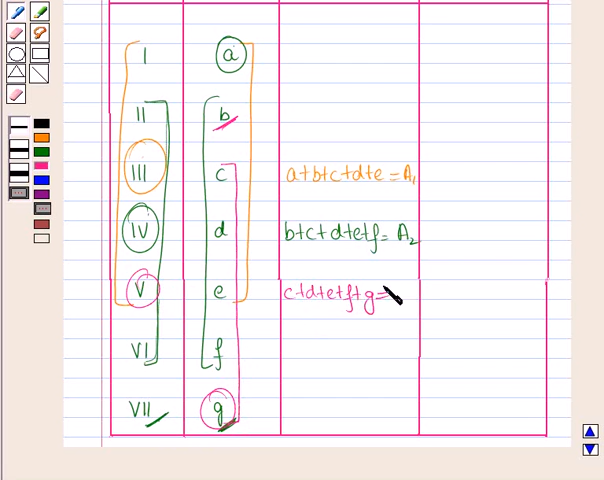 I a
II b
III c a+b+c+d+e = A₁
IV d b+c+d+e+f = A₂
V e c+d+e+f+g =
VI f
VII g